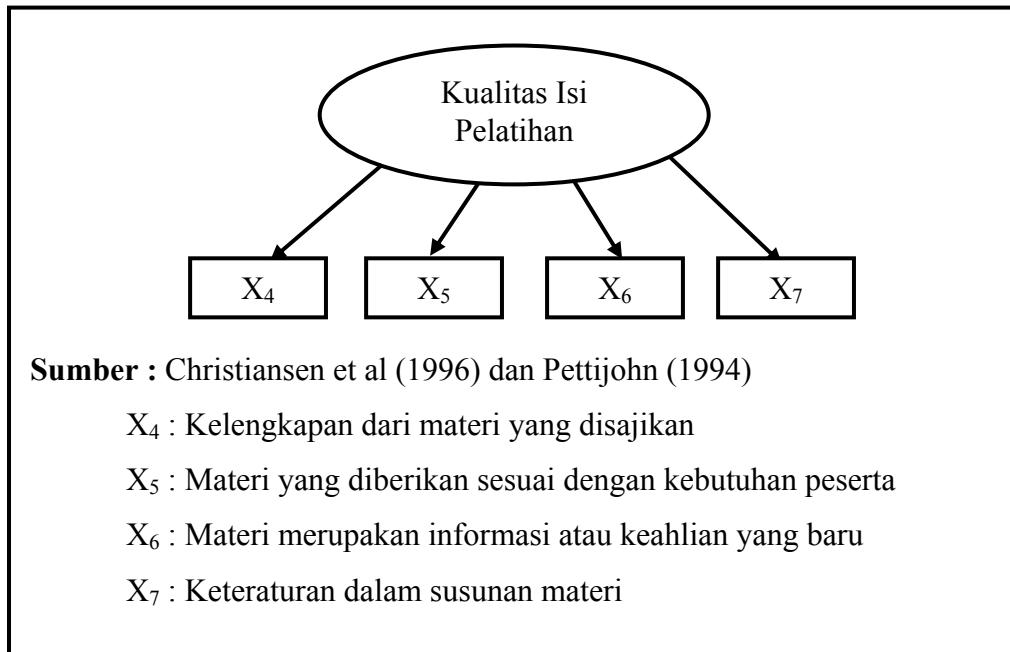 Kualitas Isi
Pelatihan
X₄ X₅ X₆ X₇
Sumber : Christiansen et al (1996) dan Pettijohn (1994)
X₄ : Kelengkapan dari materi yang disajikan
X₅ : Materi yang diberikan sesuai dengan kebutuhan peserta
X₆ : Materi merupakan informasi atau keahlian yang baru
X₇ : Keteraturan dalam susunan materi